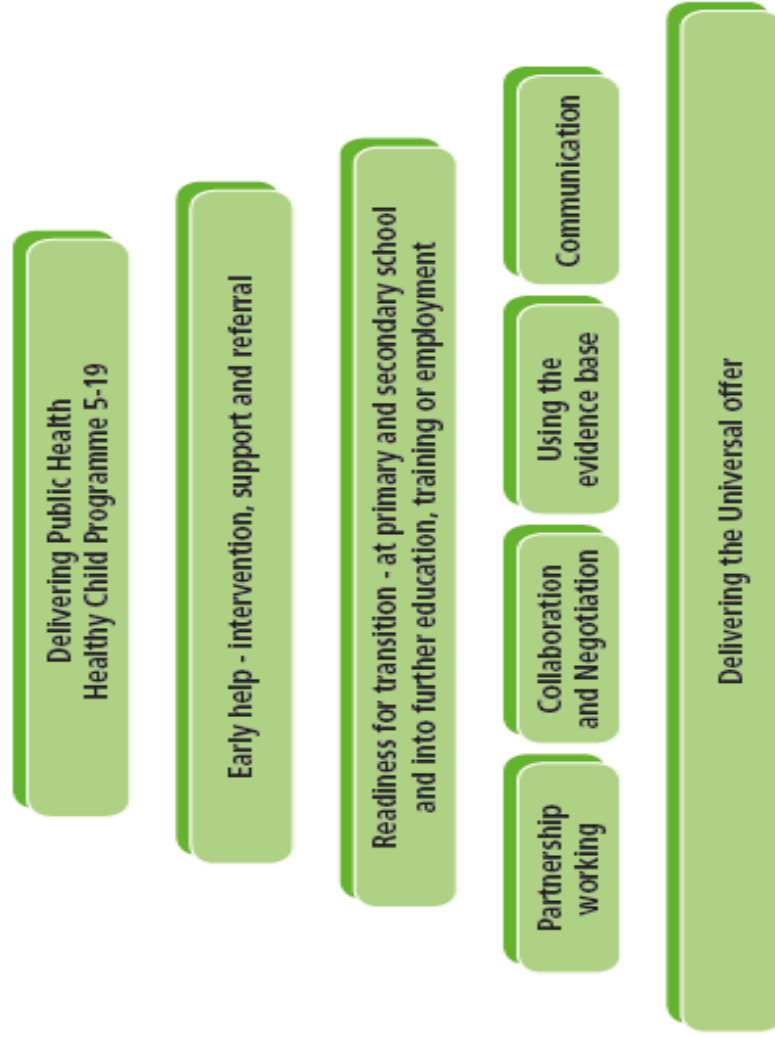 Delivering Public Health
Healthy Child Programme 5-19
Early help - intervention, support and referral
Readiness for transition - at primary and secondary school
and into further education, training or employment
Partnership
working
Collaboration
and Negotiation
Using the
evidence base
Communication
Delivering the Universal offer